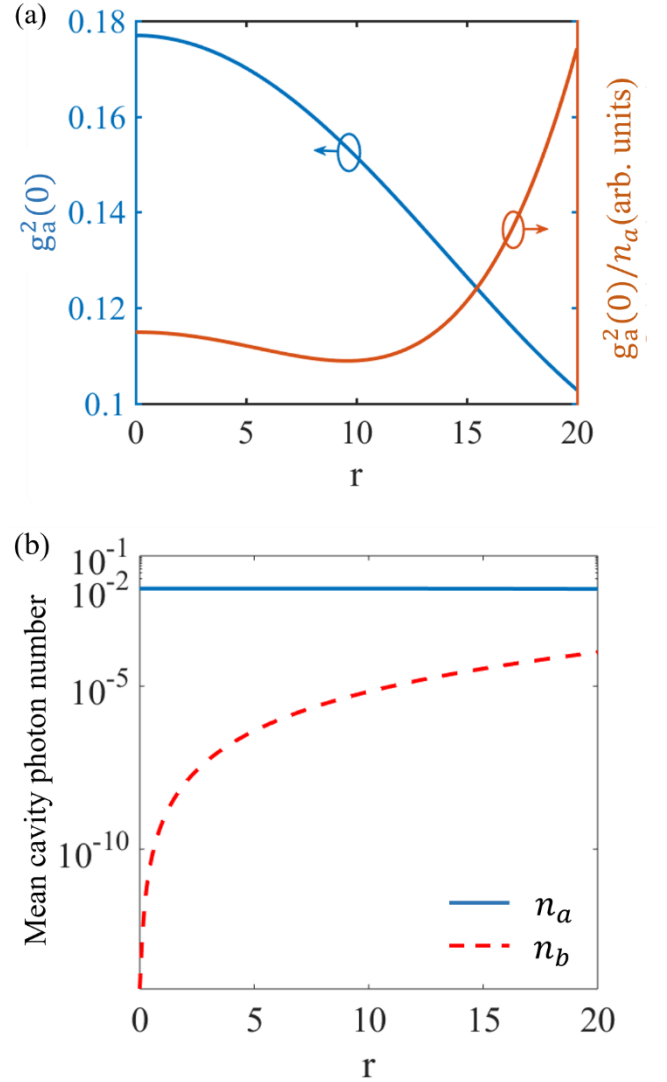 (a)
0.18
0.16
0.14
0.12
0.1
g²ₐ(0)
g²ₐ(0)/nₐ(arb. units)
0 5 10 15 20
r
(b)
10⁻¹
10⁻²
10⁻⁵
10⁻¹⁰
Mean cavity photon number
nₐ
n_b
0 5 10 15 20
r